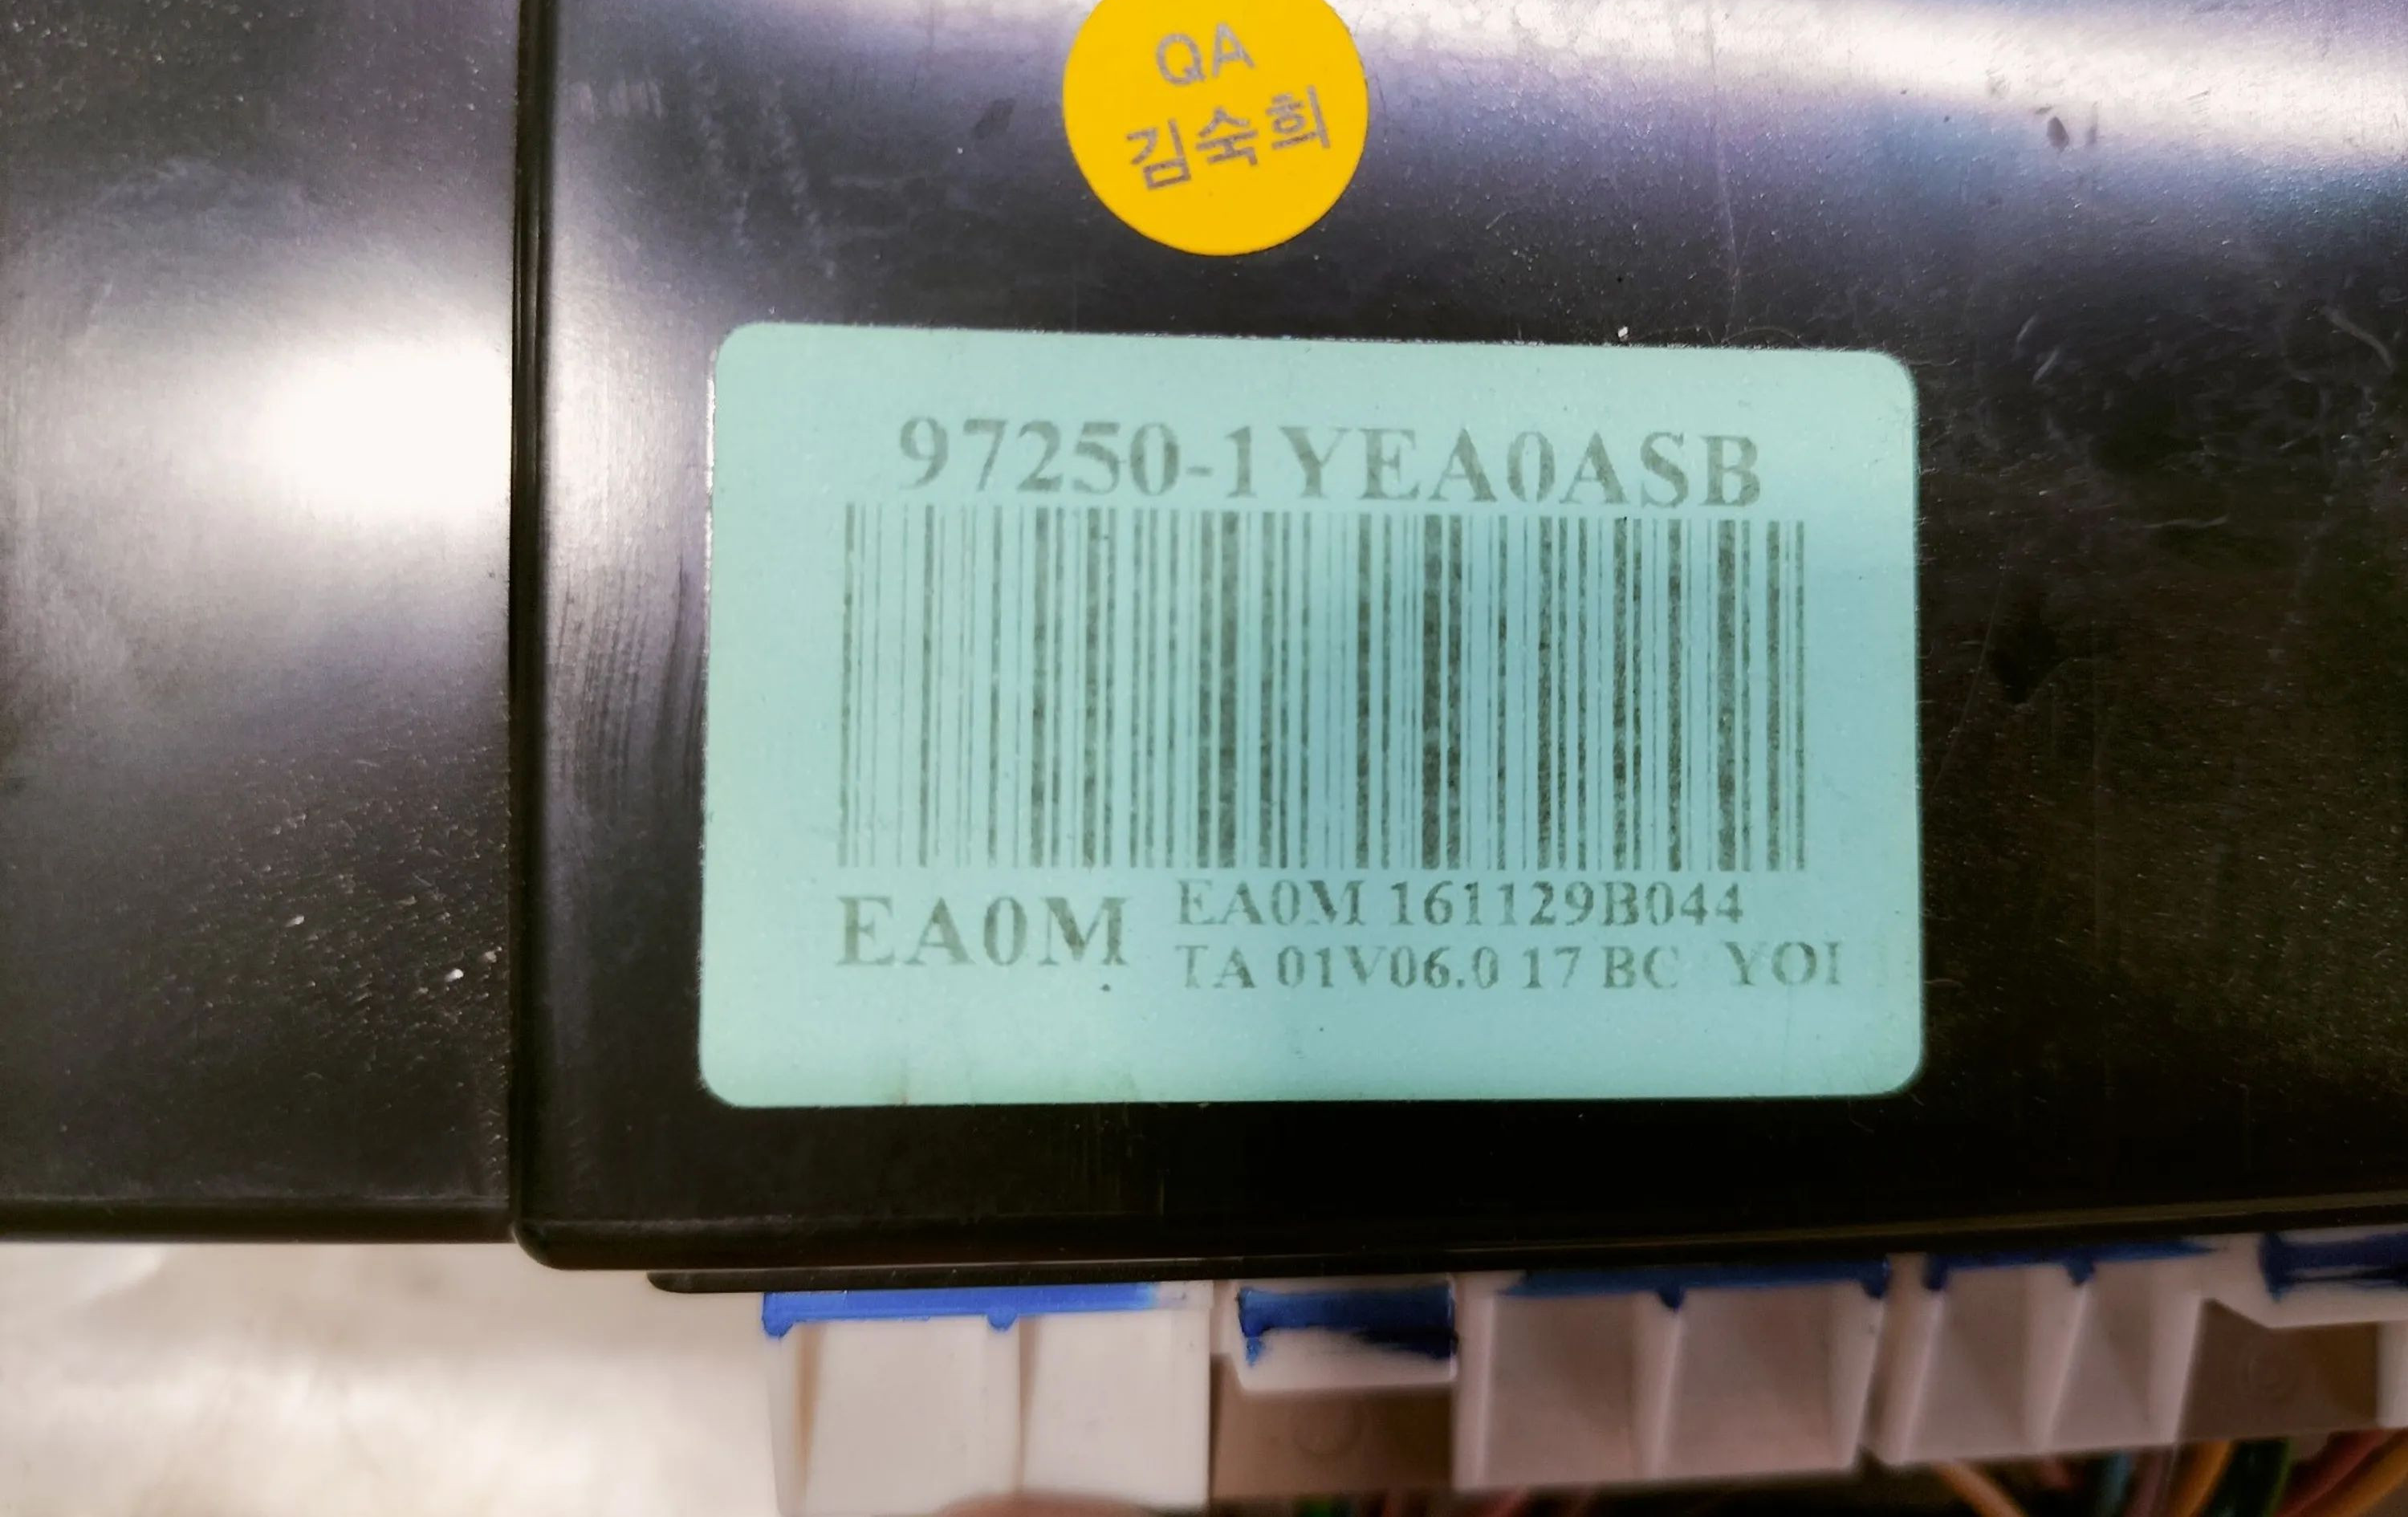 QA
김숙희
97250-1YEA0ASB
EA0M
EA0M 161129B044
TA 01V06.0 17 BC YOI